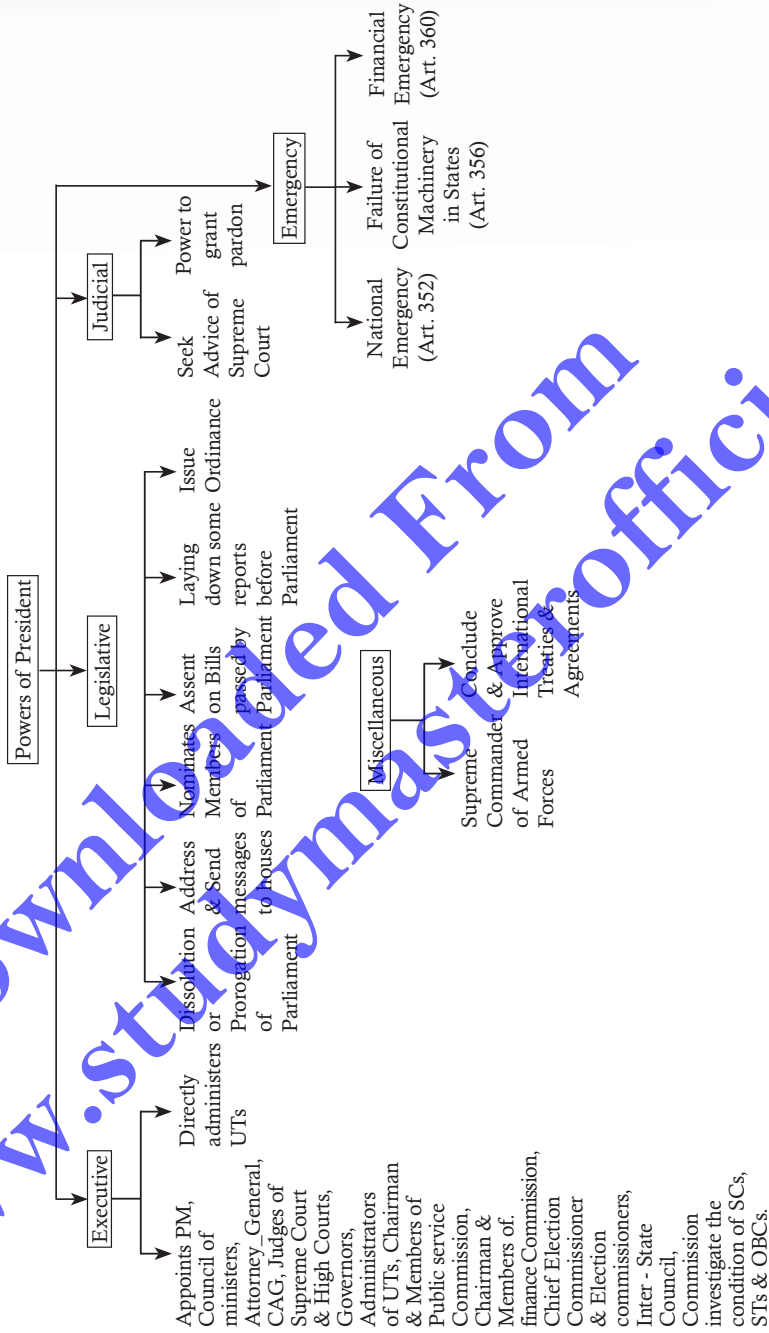 Powers of President
Executive
Appoints PM,
Council of
ministers,
Attorney_General,
CAG, Judges of
Supreme Court
& High Courts,
Governors,
Administrators
of UTs, Chairman
& Members of
Public service
Commission,
Chairman &
Members of.
finance Commission,
Chief Election
Commissioner
& Election
commissioners,
Inter - State
Council,
Commission
investigate the
condition of SCs,
STs & OBCs.
Directly
administers
UTs
Legislative
Dissolution
or
Prorogation
of
Parliament
Address
& Send
messages
to houses
Nominates
Members
of
Parliament
Assent
on Bills
passed by
Parliament
Laying
down some
reports
before
Parliament
Issue
Ordinance
Judicial
Seek
Advice of
Supreme
Court
Power to
grant
pardon
Miscellaneous
Supreme
Commander
of Armed
Forces
Conclude
& Approve
International
Treaties &
Agreements
Emergency
National
Emergency
(Art. 352)
Failure of
Constitutional
Machinery
in States
(Art. 356)
Financial
Emergency
(Art. 360)
ownloaded From
w.studymasteroffici